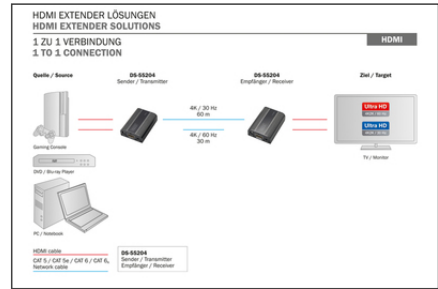 HDMI EXTENDER LÖSUNGEN
HDMI EXTENDER SOLUTIONS
1 ZU 1 VERBINDUNG
1 TO 1 CONNECTION
HDMI
Quelle / Source
DS-55204
Sender / Transmitter
DS-55204
Empfänger / Receiver
Ziel / Target
4K / 30 Hz
60 m
4K / 60 Hz
30 m
Ultra HD
Ultra HD
Gaming Console
TV / Monitor
DVD / Blu-ray Player
PC / Notebook
HDMI cable
CAT 5 / CAT 5e / CAT 6 / CAT 6A
Network cable
DS-55204
Sender / Transmitter
Empfänger / Receiver